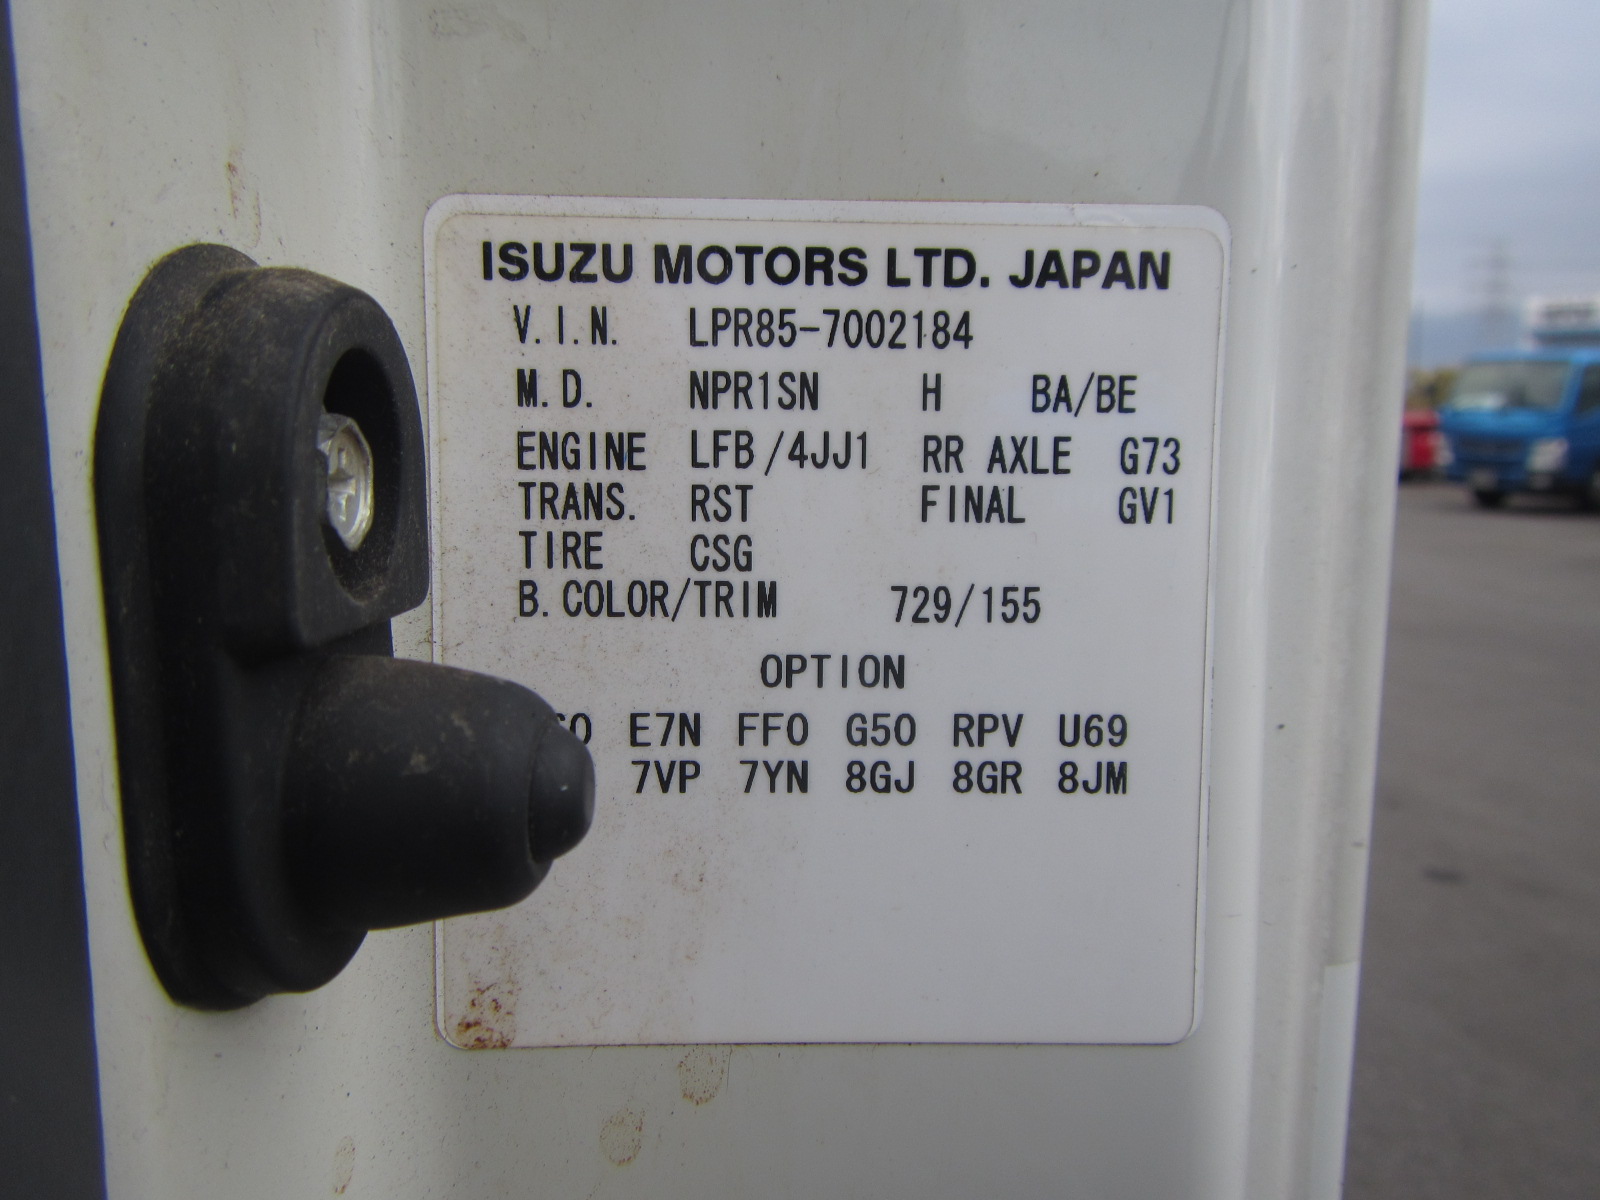 ISUZU MOTORS LTD. JAPAN
V.I.N. LPR85-7002184
M.D. NPR1SN H BA/BE
ENGINE LFB/4JJ1 RR AXLE G73
TRANS. RST FINAL GV1
TIRE CSG
B.COLOR/TRIM 729/155
OPTION
E7N FF0 G50 RPV U69
7VP 7YN 8GJ 8GR 8JM